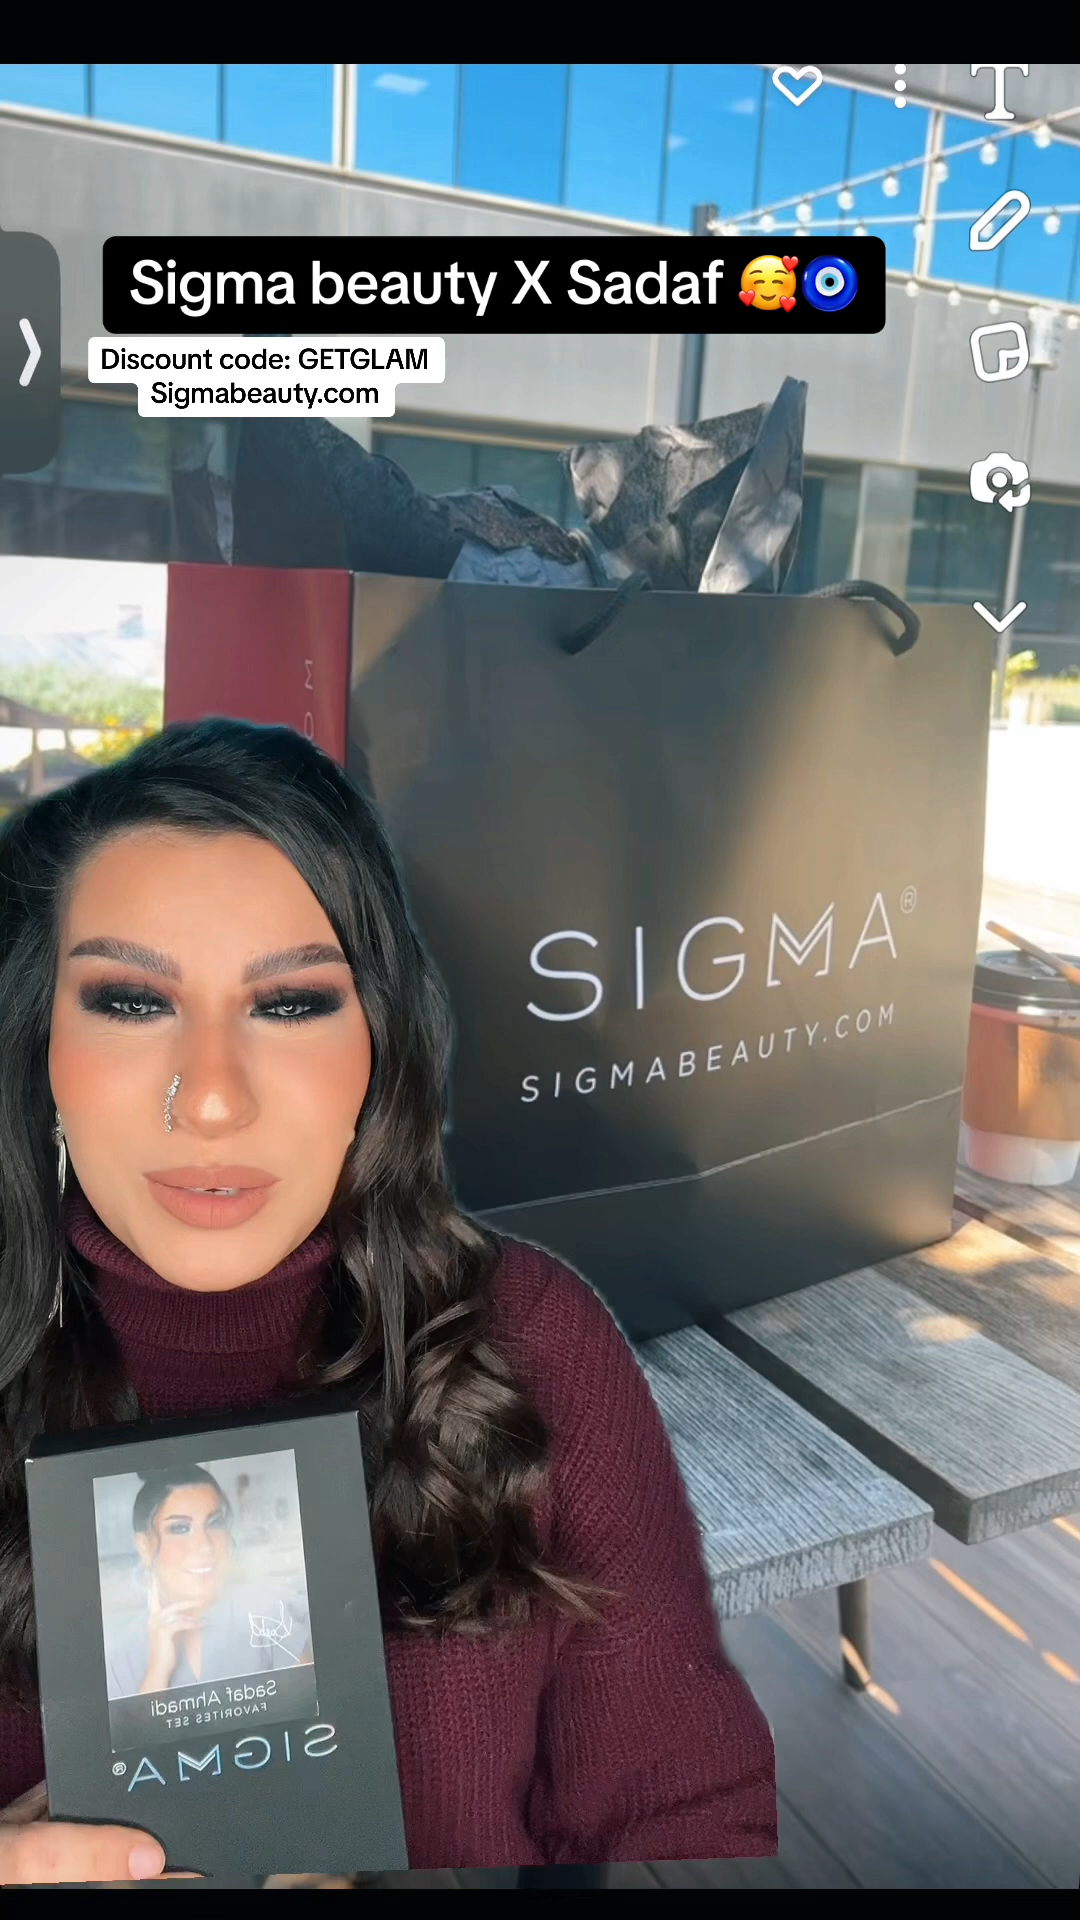 Sigma beauty X Sadaf 🥰🧿
Discount code: GETGLAM
Sigmabeauty.com
SIGMA®
SIGMABEAUTY.COM
Sadaf Ahmadi
FAVORITES SET
SIGMA®